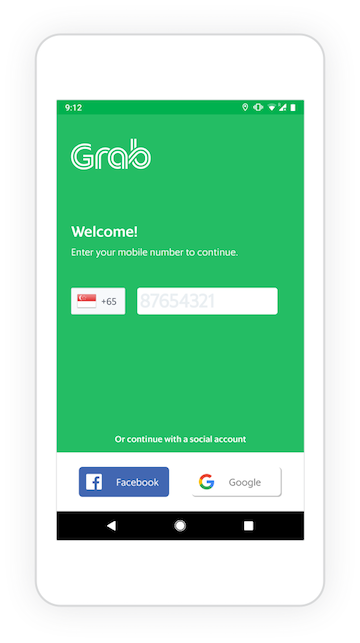 9:12
Grab
Welcome!
Enter your mobile number to continue.
+65 87654321
Or continue with a social account
Facebook Google